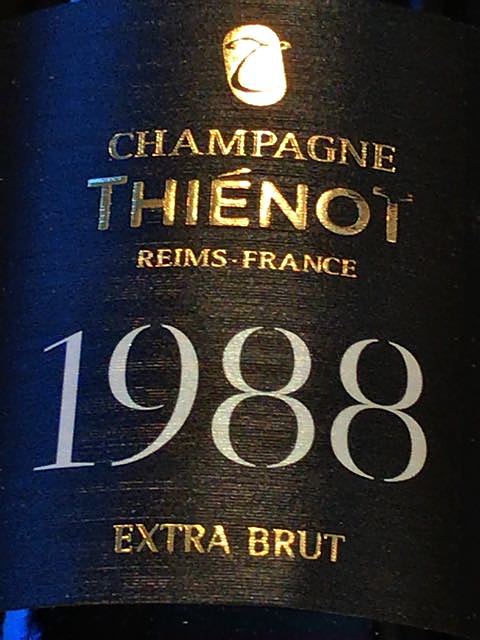 CHAMPAGNE
THIÉNOT
REIMS·FRANCE
1988
EXTRA BRUT